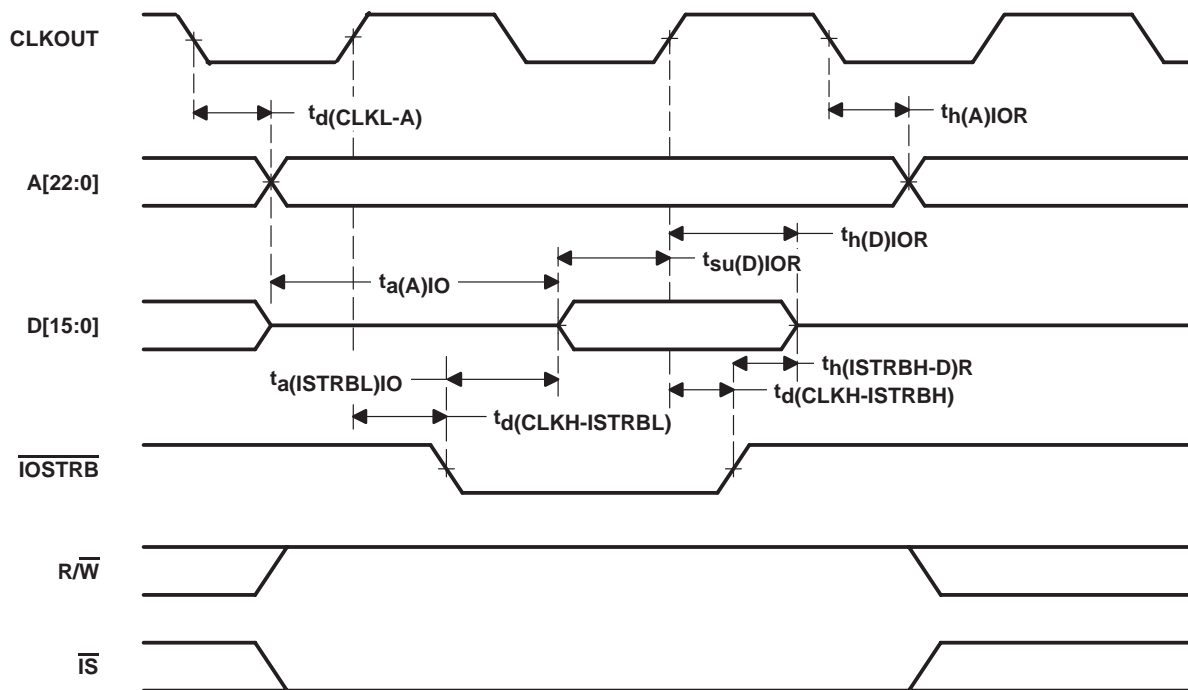 CLKOUT
td(CLKL-A)
th(A)IOR
A[22:0]
th(D)IOR
tsu(D)IOR
ta(A)IO
D[15:0]
th(ISTRBH-D)R
ta(ISTRBL)IO
td(CLKH-ISTRBH)
td(CLKH-ISTRBL)
IOSTRB
R/W
IS